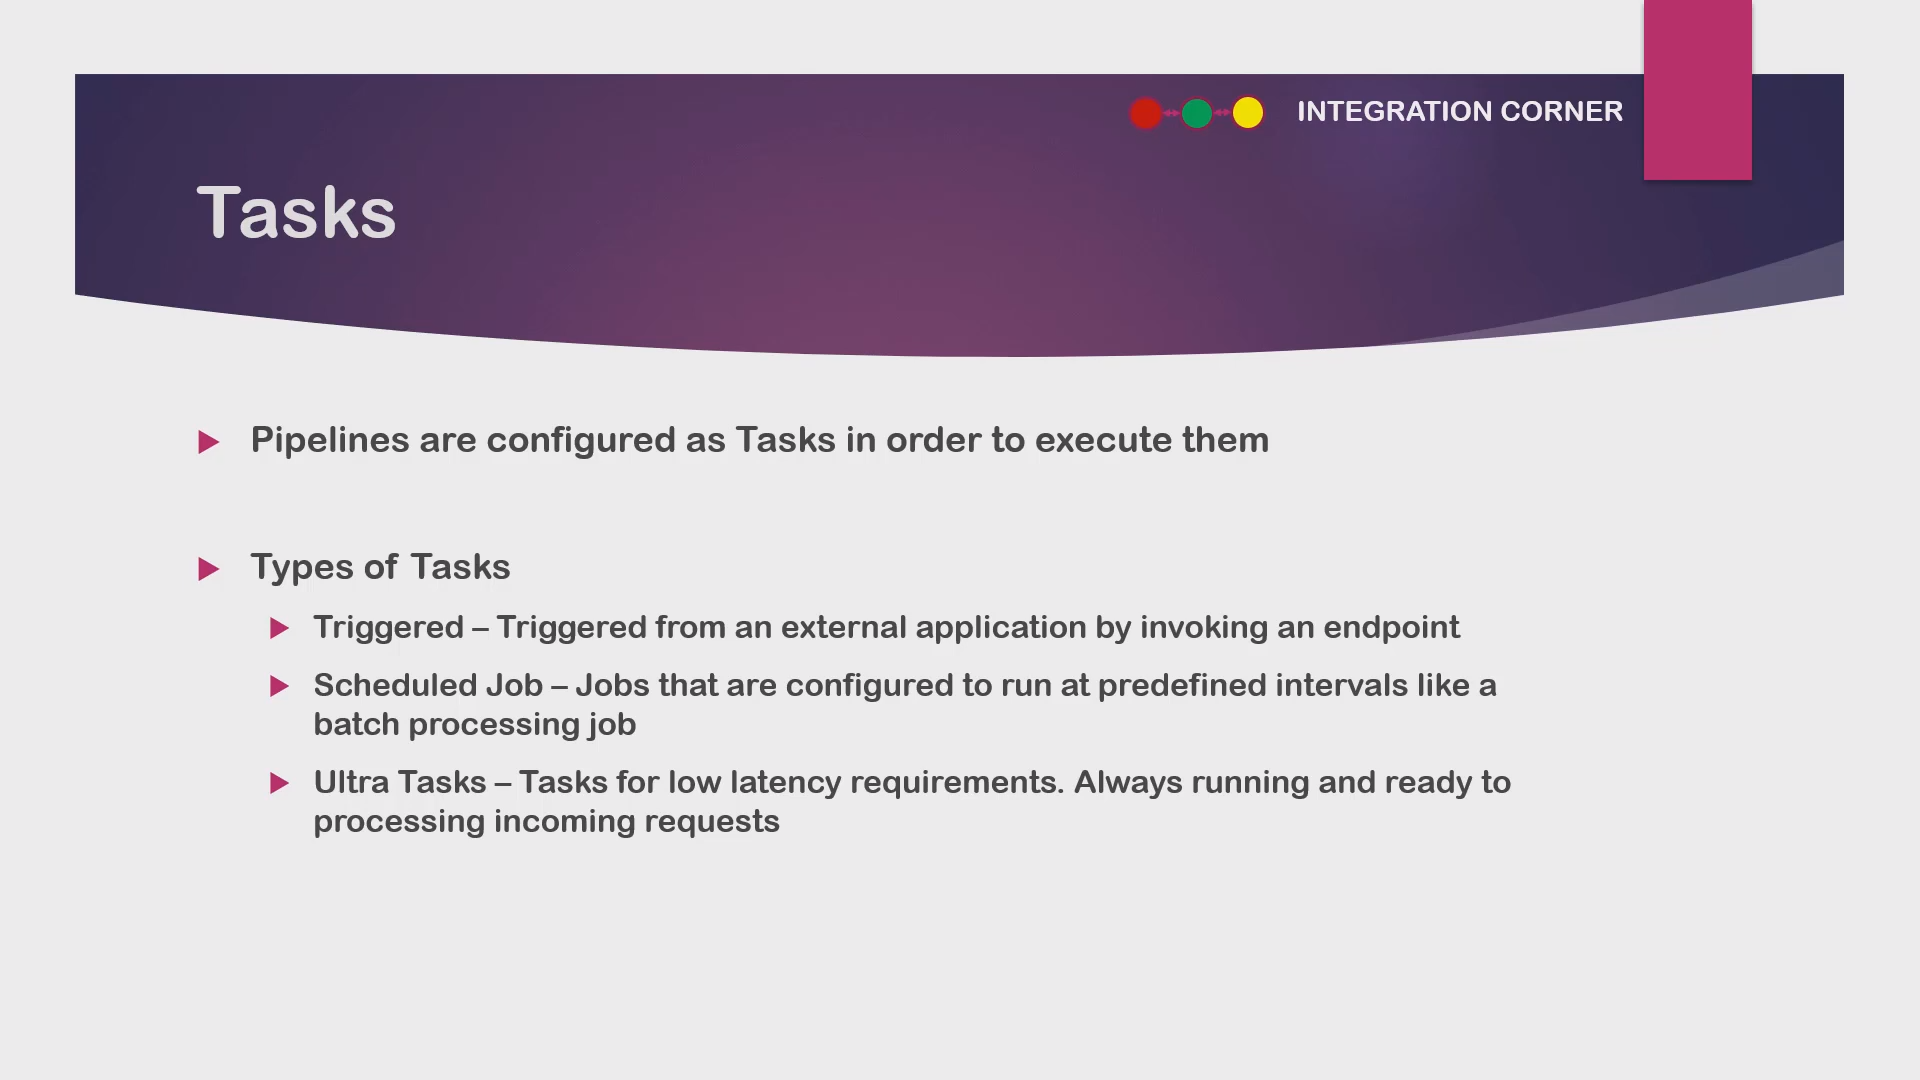 INTEGRATION CORNER
Tasks
Pipelines are configured as Tasks in order to execute them
Types of Tasks
Triggered – Triggered from an external application by invoking an endpoint
Scheduled Job – Jobs that are configured to run at predefined intervals like a
batch processing job
Ultra Tasks – Tasks for low latency requirements. Always running and ready to
processing incoming requests